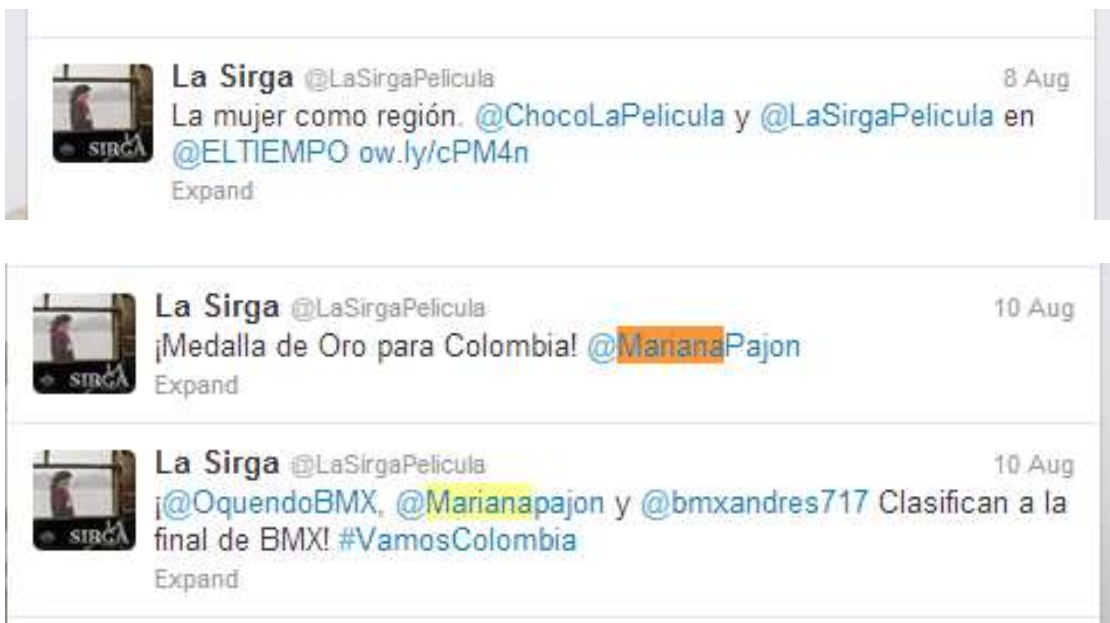 La Sirga @LaSirgaPelicula 8 Aug
La mujer como región. @ChocoLaPelicula y @LaSirgaPelicula en
@ELTIEMPO ow.ly/cPM4n
Expand
SIRGA
La Sirga @LaSirgaPelicula 10 Aug
¡Medalla de Oro para Colombia! @MarianaPajon
Expand
SIRGA
La Sirga @LaSirgaPelicula 10 Aug
¡@OquendoBMX, @Marianapajon y @bmxandres717 Clasifican a la
final de BMX! #VamosColombia
Expand
SIRGA